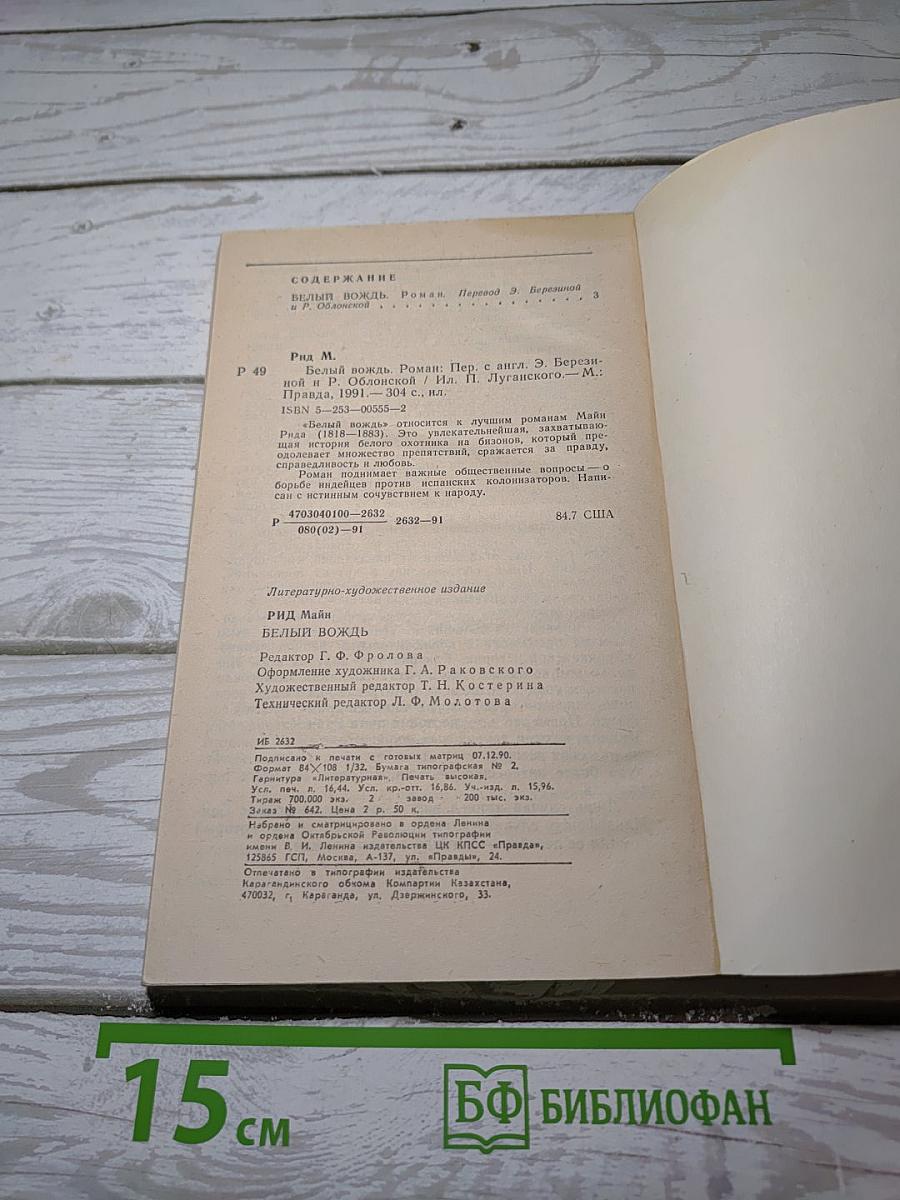 СОДЕРЖАНИЕ
БЕЛЫЙ ВОЖДЬ. Роман. Перевод Э. Березиной
и Р. Облонской . . . . . . . . . . . . . . . . 3
Рид М.
Р 49 Белый вождь. Роман: Пер. с англ. Э. Берези-
ной и Р. Облонской / Ил. П. Луганского.— М.:
Правда, 1991.— 304 с., ил.
ISBN 5—253—00555—2
«Белый вождь» относится к лучшим романам Майн
Рида (1818—1883). Это увлекательнейшая, захватываю-
щая история белого охотника на бизонов, который пре-
одолевает множество препятствий, сражается за правду,
справедливость и любовь.
Роман поднимает важные общественные вопросы — о
борьбе индейцев против испанских колонизаторов. Напи-
сан с истинным сочувствием к народу.
Р 4703040100—2632 2632—91 84.7 США
080(02)—91
Литературно-художественное издание
РИД Майн
БЕЛЫЙ ВОЖДЬ
Редактор Г. Ф. Фролова
Оформление художника Г. А. Раковского
Художественный редактор Т. Н. Костерина
Технический редактор Л. Ф. Молотова
ИБ 2632
Подписано к печати с готовых матриц 07.12.90.
Формат 84×108 1/32. Бумага типографская № 2.
Гарнитура «Литературная». Печать высокая.
Усл. печ. л. 16,44. Усл. кр.-отт. 16,86. Уч.-изд. л. 15,96.
Тираж 700.000 экз. 2 завод 200 тыс. экз.
Заказ № 642. Цена 2 р. 50 к.
Набрано и сматрицировано в ордена Ленина
и ордена Октябрьской Революции типографии
имени В. И. Ленина издательства ЦК КПСС «Правда»,
125865 ГСП, Москва, А-137, ул. «Правды», 24.
Отпечатано в типографии издательства
Карагандинского обкома Компартии Казахстана,
470032, г. Караганда, ул. Дзержинского, 33.
15 см
БФ БИБЛИОФАН